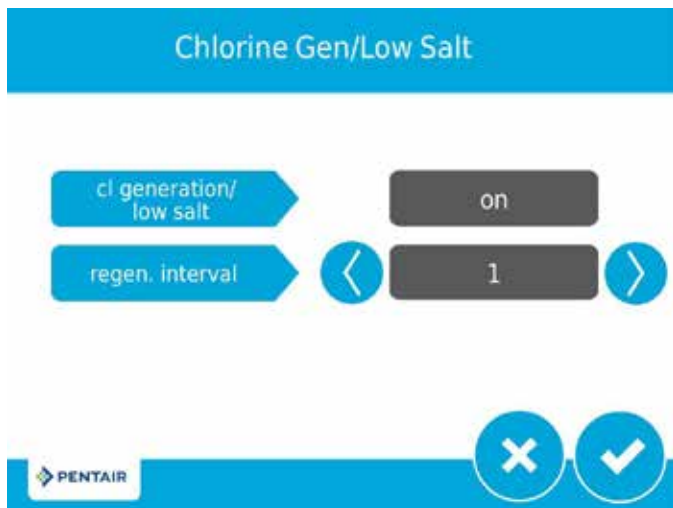 Chlorine Gen/Low Salt
cl generation/
low salt
on
regen. interval
1
PENTAIR